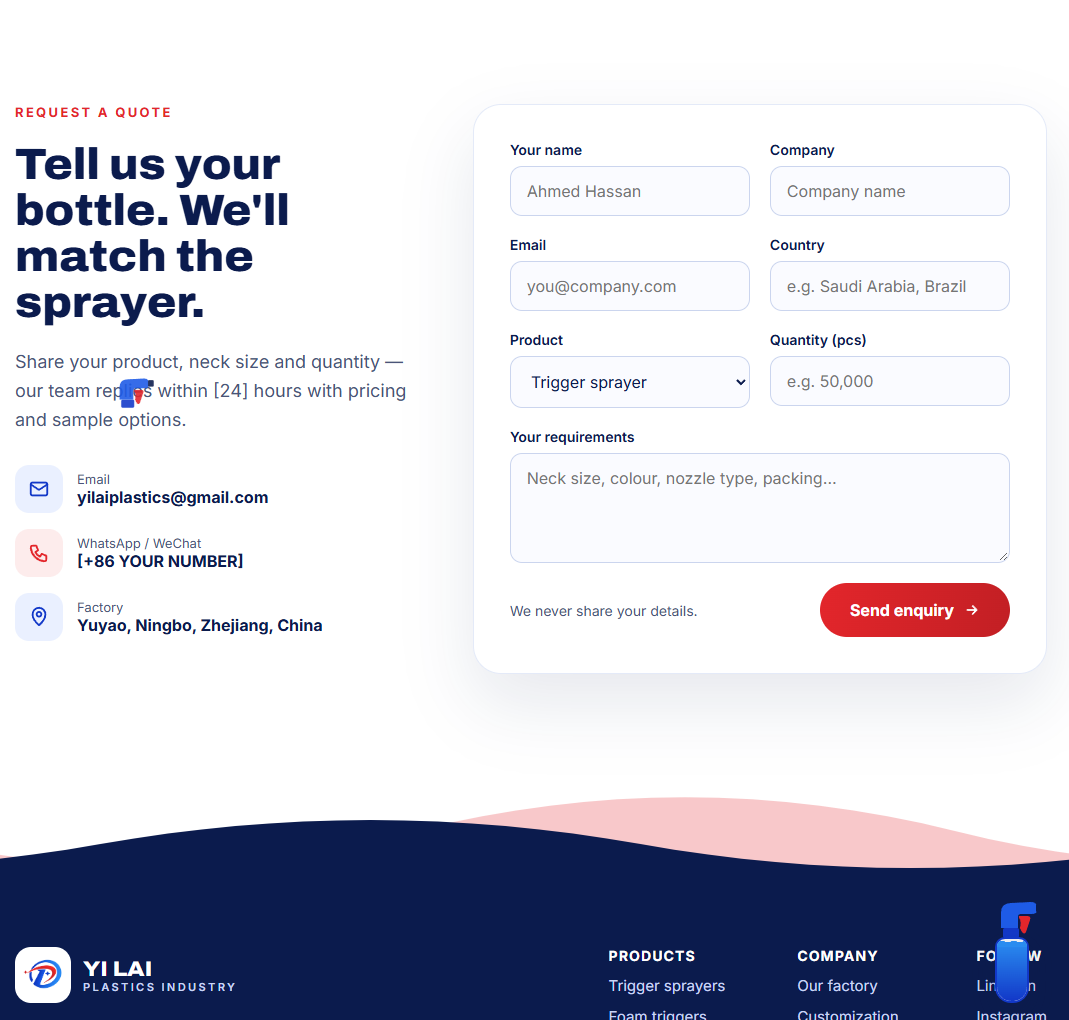 REQUEST A QUOTE
Tell us your
bottle. We'll
match the
sprayer.
Share your product, neck size and quantity —
our team replies within [24] hours with pricing
and sample options.
Email
yilaiplastics@gmail.com
WhatsApp / WeChat
[+86 YOUR NUMBER]
Factory
Yuyao, Ningbo, Zhejiang, China
Your name
Company
Ahmed Hassan
Company name
Email
Country
you@company.com
e.g. Saudi Arabia, Brazil
Product
Quantity (pcs)
Trigger sprayer
e.g. 50,000
Your requirements
Neck size, colour, nozzle type, packing...
We never share your details.
Send enquiry →
YI LAI
PLASTICS INDUSTRY
PRODUCTS
Trigger sprayers
Foam triggers
COMPANY
Our factory
Customization
Instagram